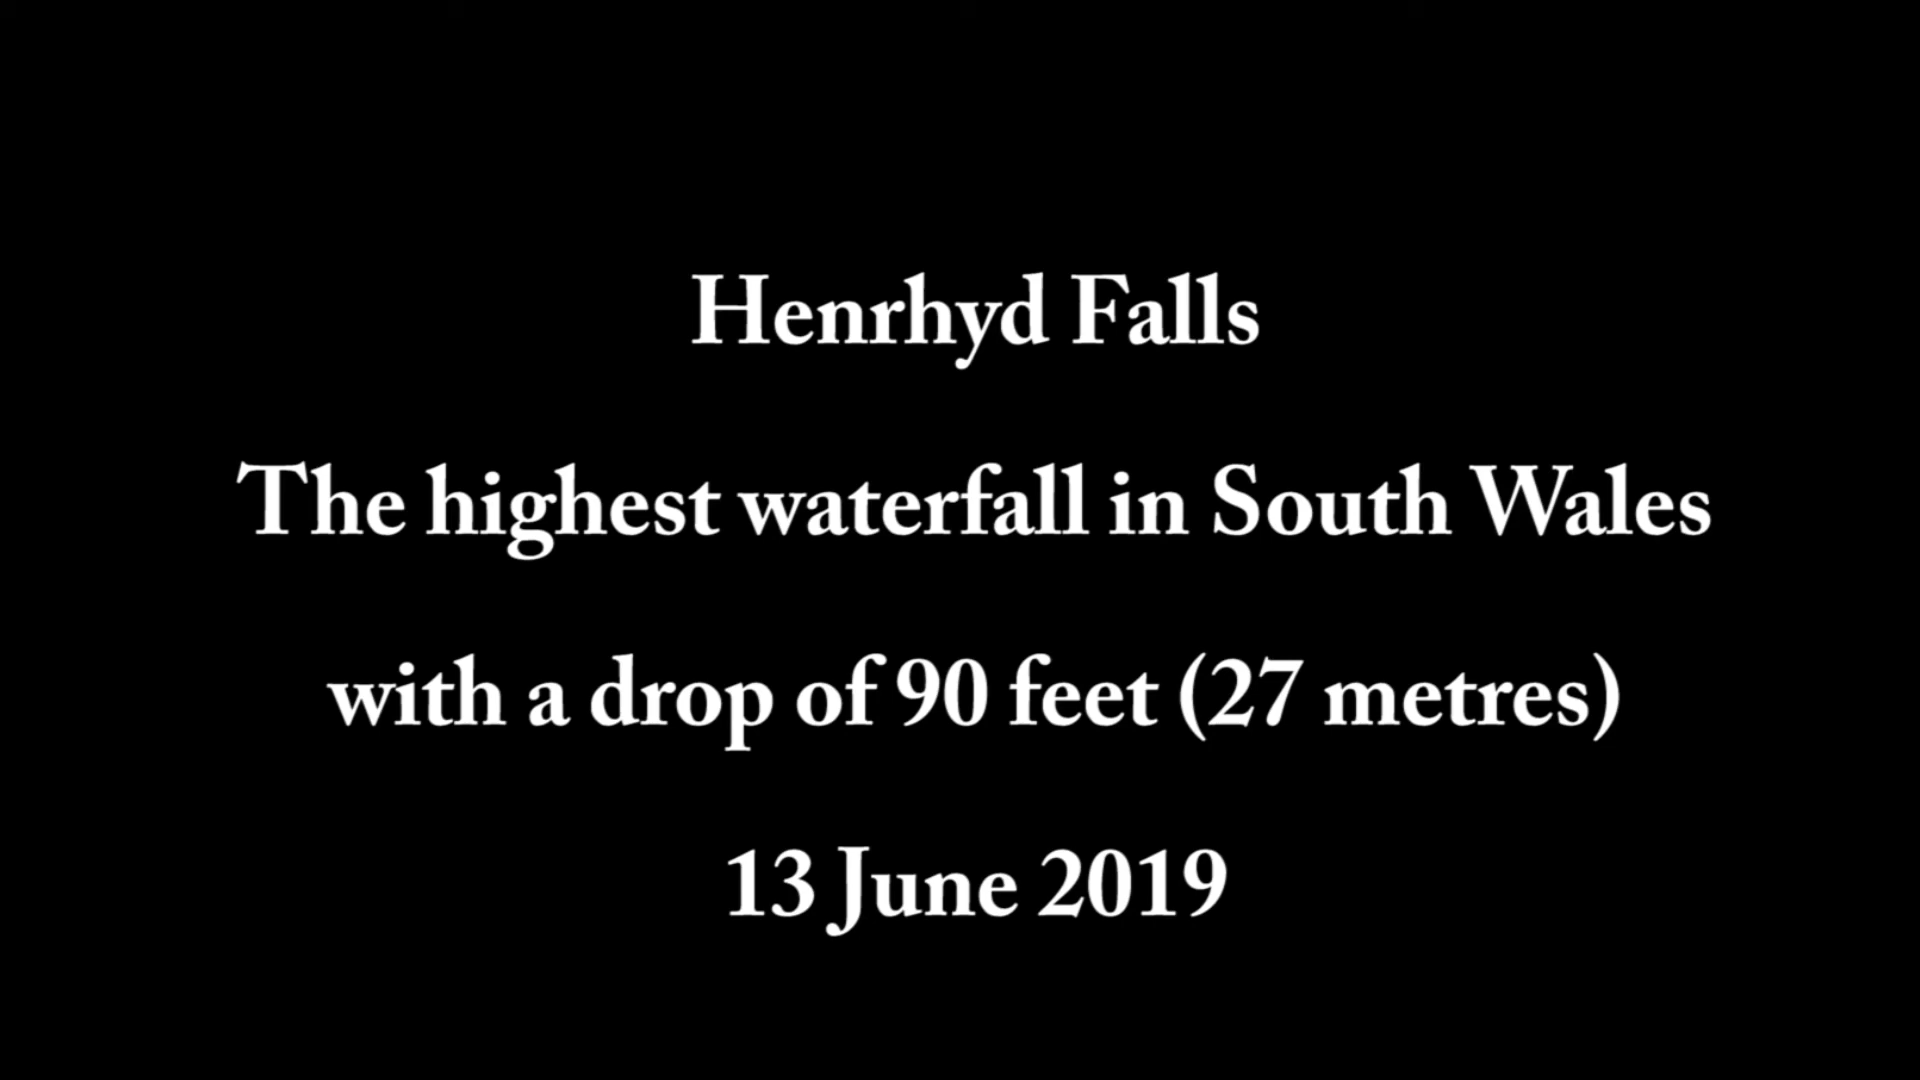 Henrhyd Falls
The highest waterfall in South Wales
with a drop of 90 feet (27 metres)
13 June 2019